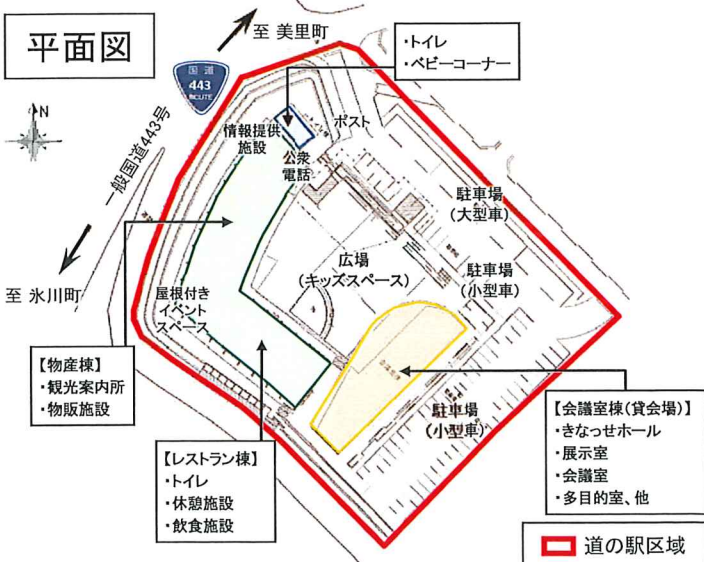 平面図
至 美里町
国道
443
ROUTE
・トイレ
・ベビーコーナー
N
一般国道443号
情報提供
施設
ポスト
公衆
電話
駐車場
(大型車)
広場
(キッズスペース)
駐車場
(小型車)
至 氷川町
屋根付き
イベント
スペース
【物産棟】
・観光案内所
・物販施設
駐車場
(小型車)
【会議室棟(貸会場)】
・きなっせホール
・展示室
・会議室
・多目的室、他
【レストラン棟】
・トイレ
・休憩施設
・飲食施設
道の駅区域